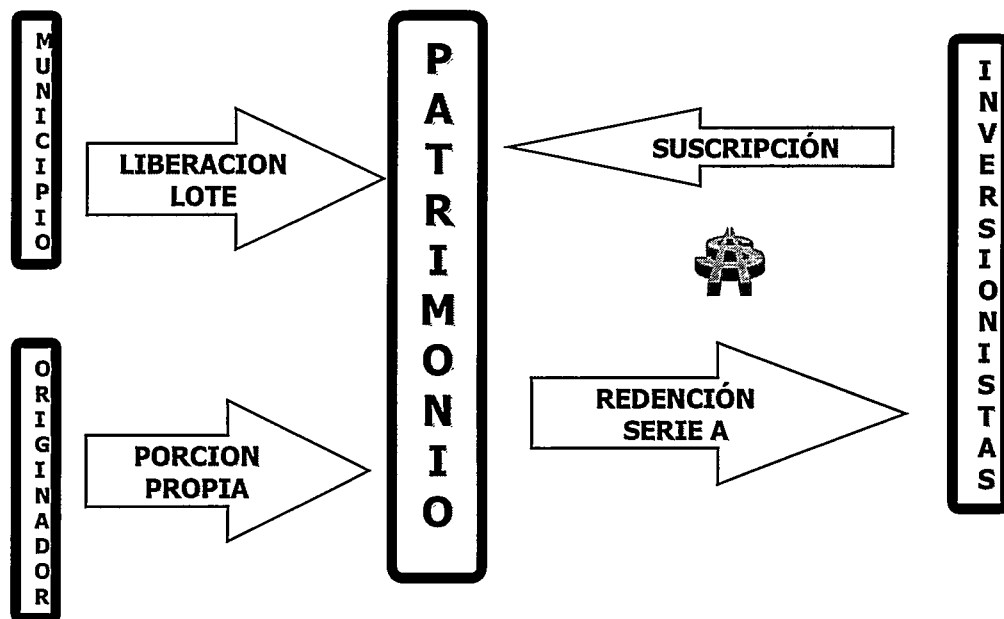 MUNICIPIO
LIBERACION
LOTE
ORIGINADOR
PORCION
PROPIA
PATRIMONIO
SUSCRIPCIÓN
REDENCIÓN
SERIE A
INVERSIONISTAS